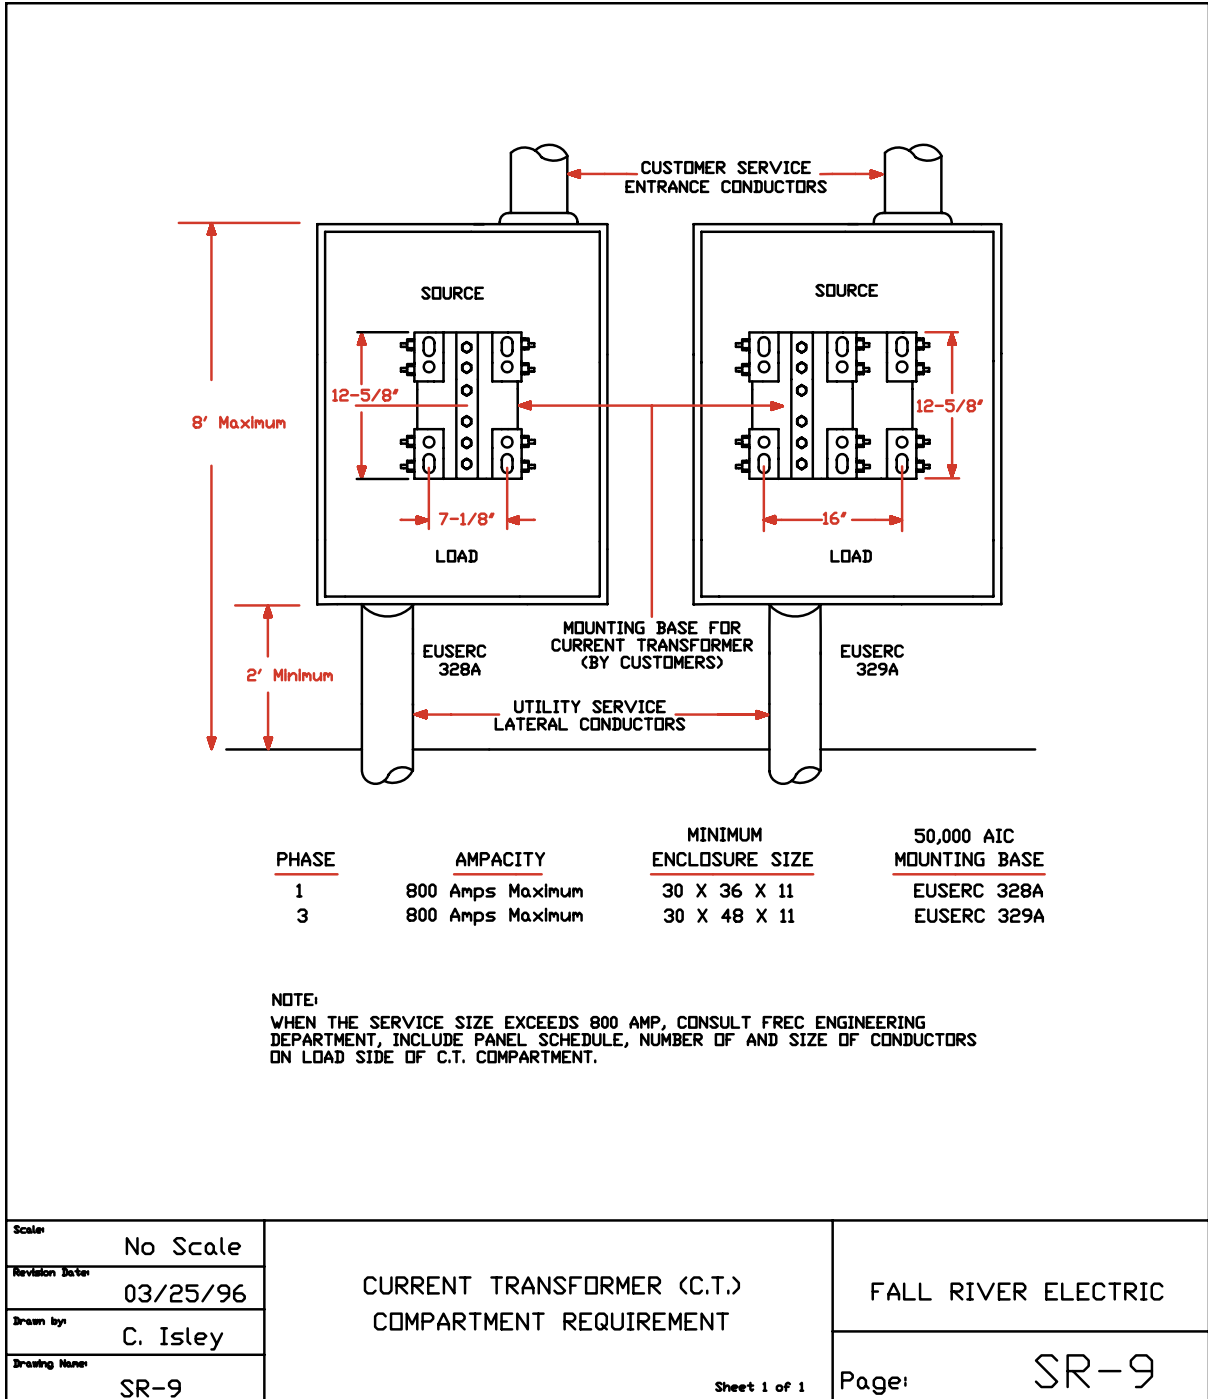 CUSTOMER SERVICE
ENTRANCE CONDUCTORS
SOURCE
SOURCE
12-5/8"
12-5/8"
8' Maximum
7-1/8"
16"
LOAD
LOAD
MOUNTING BASE FOR
CURRENT TRANSFORMER
(BY CUSTOMERS)
EUSERC
328A
EUSERC
329A
2' Minimum
UTILITY SERVICE
LATERAL CONDUCTORS
MINIMUM 50,000 AIC
PHASE AMPACITY ENCLOSURE SIZE MOUNTING BASE
1 800 Amps Maximum 30 X 36 X 11 EUSERC 328A
3 800 Amps Maximum 30 X 48 X 11 EUSERC 329A
NOTE:
WHEN THE SERVICE SIZE EXCEEDS 800 AMP, CONSULT FREC ENGINEERING
DEPARTMENT, INCLUDE PANEL SCHEDULE, NUMBER OF AND SIZE OF CONDUCTORS
ON LOAD SIDE OF C.T. COMPARTMENT.
Scale:
No Scale
Revision Date:
03/25/96
Drawn by:
C. Isley
Drawing Name:
SR-9
CURRENT TRANSFORMER (C.T.)
COMPARTMENT REQUIREMENT
Sheet 1 of 1
FALL RIVER ELECTRIC
Page: SR-9